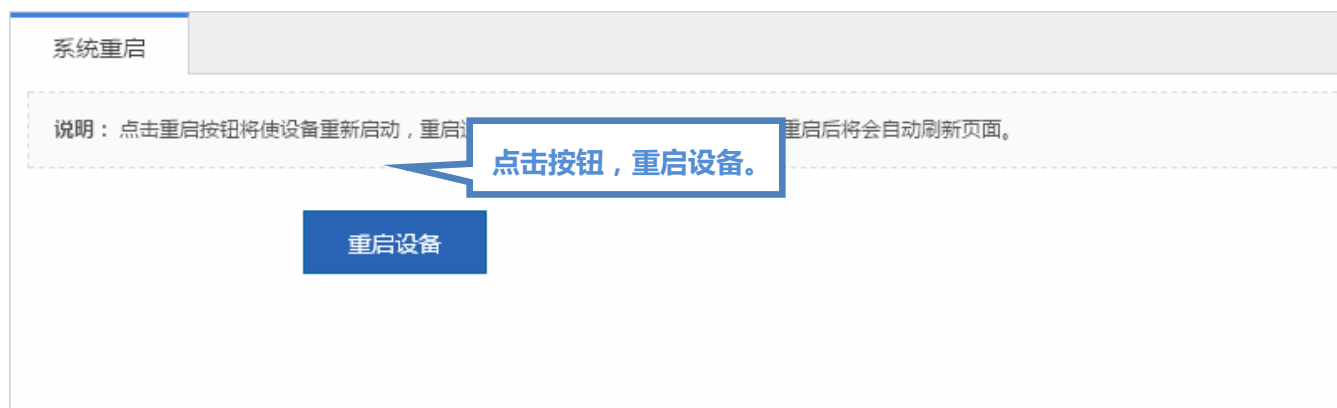 系统重启
说明： 点击重启按钮将使设备重新启动，重启 重启后将会自动刷新页面。
点击按钮，重启设备。
重启设备